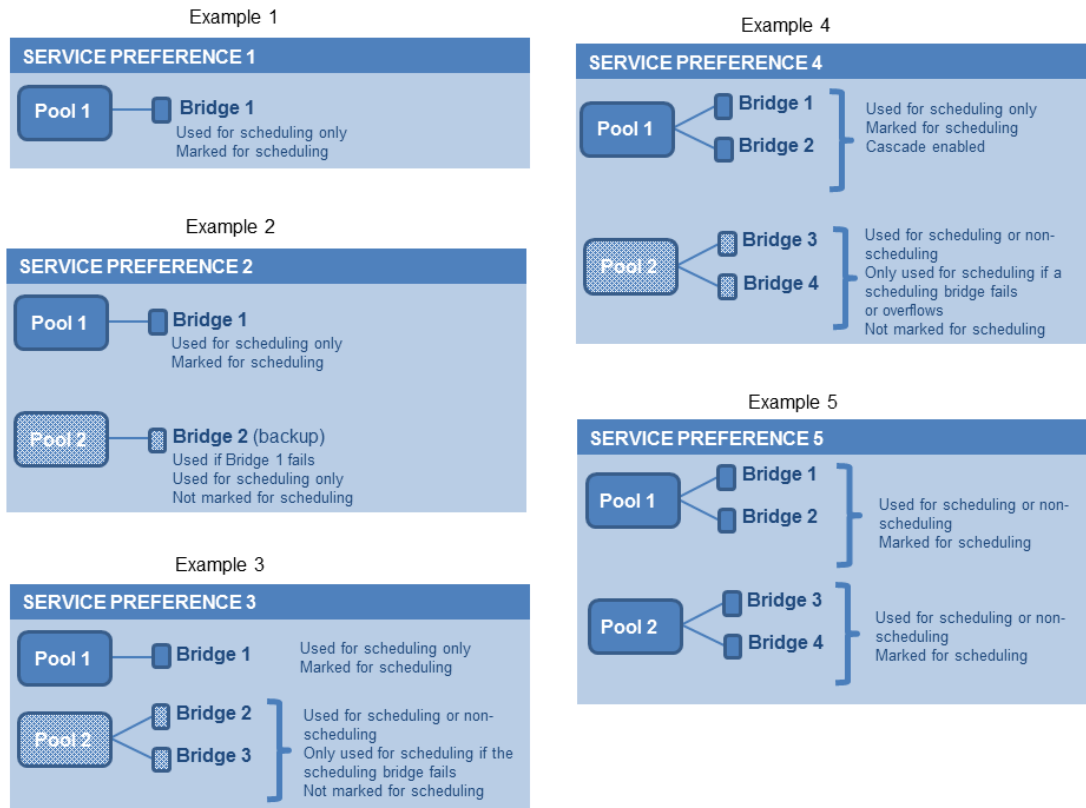 Example 1
SERVICE PREFERENCE 1
Pool 1
Bridge 1
Used for scheduling only
Marked for scheduling
Example 2
SERVICE PREFERENCE 2
Pool 1
Bridge 1
Used for scheduling only
Marked for scheduling
Pool 2
Bridge 2 (backup)
Used if Bridge 1 fails
Used for scheduling only
Not marked for scheduling
Example 3
SERVICE PREFERENCE 3
Pool 1
Bridge 1
Used for scheduling only
Marked for scheduling
Pool 2
Bridge 2
Bridge 3
Used for scheduling or non-
scheduling
Only used for scheduling if the
scheduling bridge fails
Not marked for scheduling
Example 4
SERVICE PREFERENCE 4
Pool 1
Bridge 1
Bridge 2
Used for scheduling only
Marked for scheduling
Cascade enabled
Pool 2
Bridge 3
Bridge 4
Used for scheduling or non-
scheduling
Only used for scheduling if a
scheduling bridge fails
or overflows
Not marked for scheduling
Example 5
SERVICE PREFERENCE 5
Pool 1
Bridge 1
Bridge 2
Used for scheduling or non-
scheduling
Marked for scheduling
Pool 2
Bridge 3
Bridge 4
Used for scheduling or non-
scheduling
Marked for scheduling